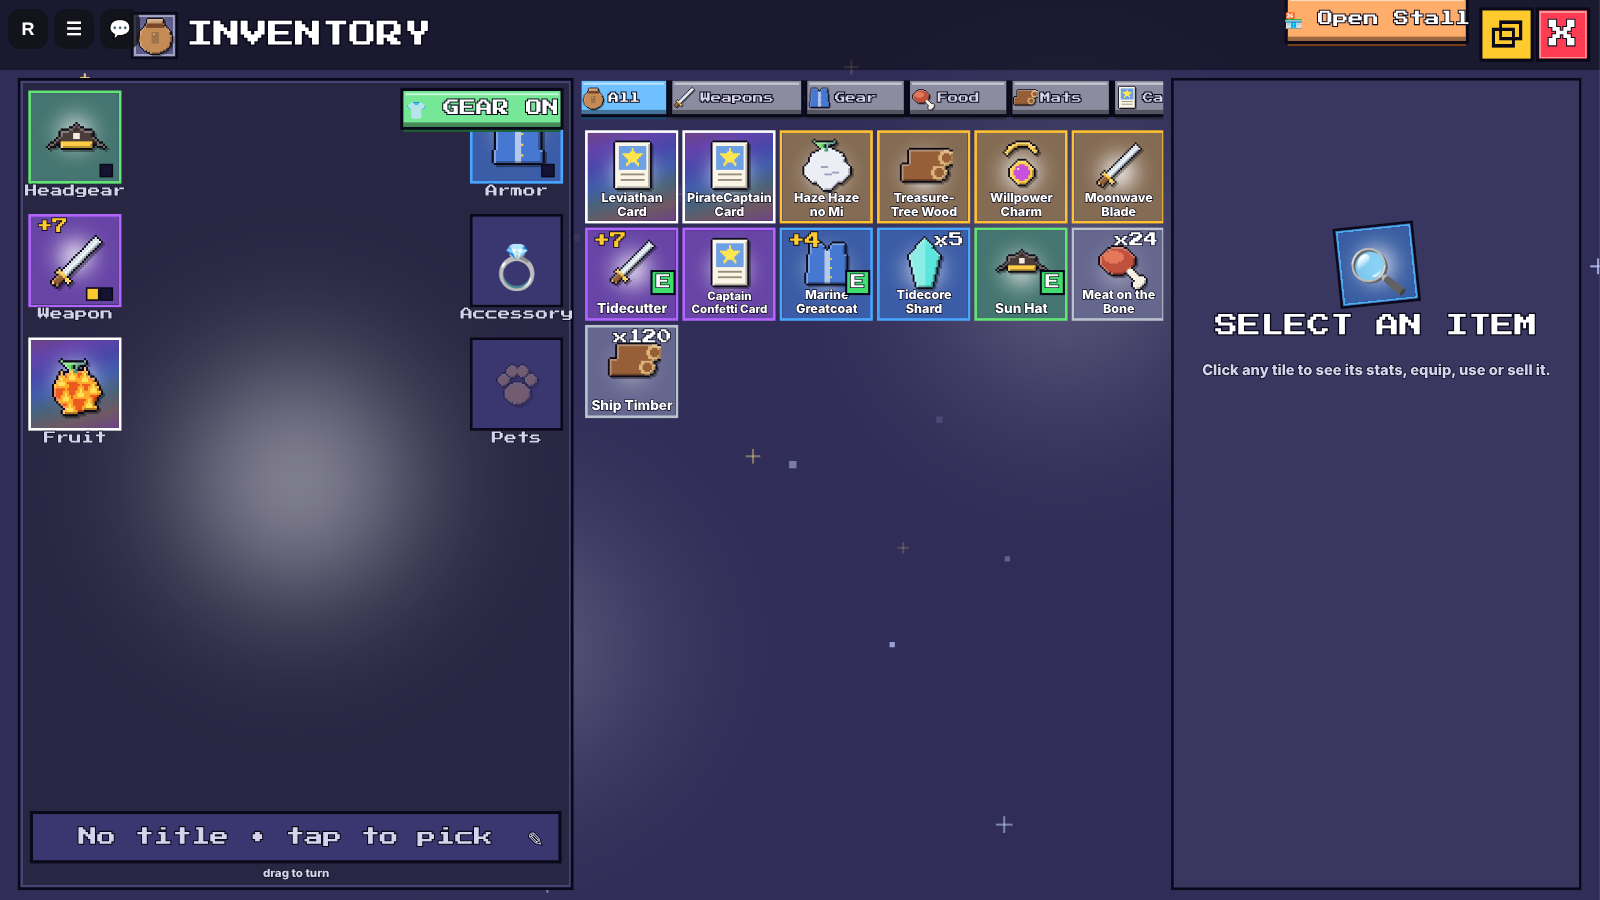 R
INVENTORY
Open Stall
GEAR ON
Headgear
Armor
+7
Weapon
Accessory
Fruit
Pets
No title • tap to pick
drag to turn
All
Weapons
Gear
Food
Mats
Ca
Leviathan
Card
PirateCaptain
Card
Haze Haze
no Mi
Treasure-
Tree Wood
Willpower
Charm
Moonwave
Blade
+7
E
Tidecutter
Captain
Confetti Card
+4
E
Marine
Greatcoat
x5
Tidecore
Shard
E
Sun Hat
x24
Meat on the
Bone
x120
Ship Timber
SELECT AN ITEM
Click any tile to see its stats, equip, use or sell it.